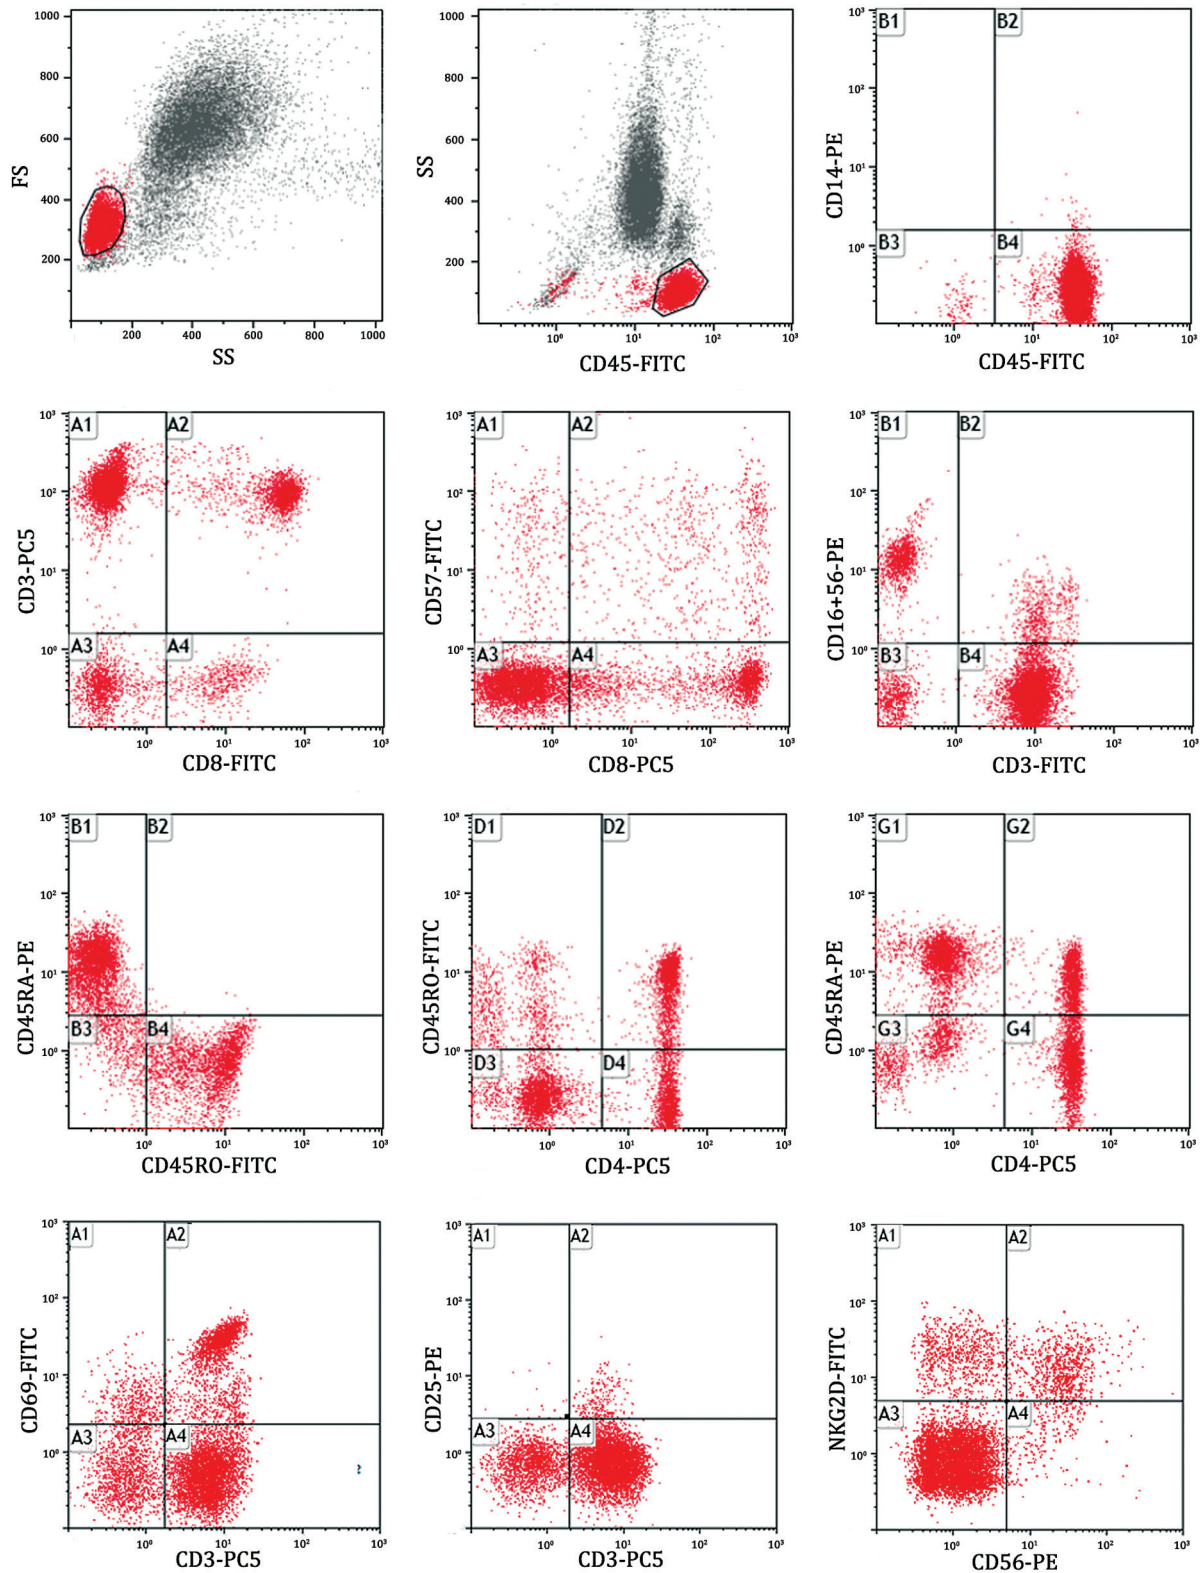 1000
800
600
400
200
FS
200 400 600 800 1000
SS
1000
800
600
400
200
SS
10⁰ 10¹ 10² 10³
CD45-FITC
B1 B2
B3 B4
10³
10²
10¹
10⁰
CD14-PE
10⁰ 10¹ 10² 10³
CD45-FITC
A1 A2
A3 A4
10³
10²
10¹
10⁰
CD3-PC5
10⁰ 10¹ 10² 10³
CD8-FITC
A1 A2
A3 A4
10³
10²
10¹
10⁰
CD57-FITC
10⁰ 10¹ 10² 10³
CD8-PC5
B1 B2
B3 B4
10³
10²
10¹
10⁰
CD16+56-PE
10⁰ 10¹ 10² 10³
CD3-FITC
B1 B2
B3 B4
10³
10²
10¹
10⁰
CD45RA-PE
10⁰ 10¹ 10² 10³
CD45RO-FITC
D1 D2
D3 D4
10³
10²
10¹
10⁰
CD45RO-FITC
10⁰ 10¹ 10² 10³
CD4-PC5
G1 G2
G3 G4
10³
10²
10¹
10⁰
CD45RA-PE
10⁰ 10¹ 10² 10³
CD4-PC5
A1 A2
A3 A4
10³
10²
10¹
10⁰
CD69-FITC
10⁰ 10¹ 10² 10³
CD3-PC5
A1 A2
A3 A4
10³
10²
10¹
10⁰
CD25-PE
10⁰ 10¹ 10² 10³
CD3-PC5
A1 A2
A3 A4
10³
10²
10¹
10⁰
NKG2D-FITC
10⁰ 10¹ 10² 10³
CD56-PE